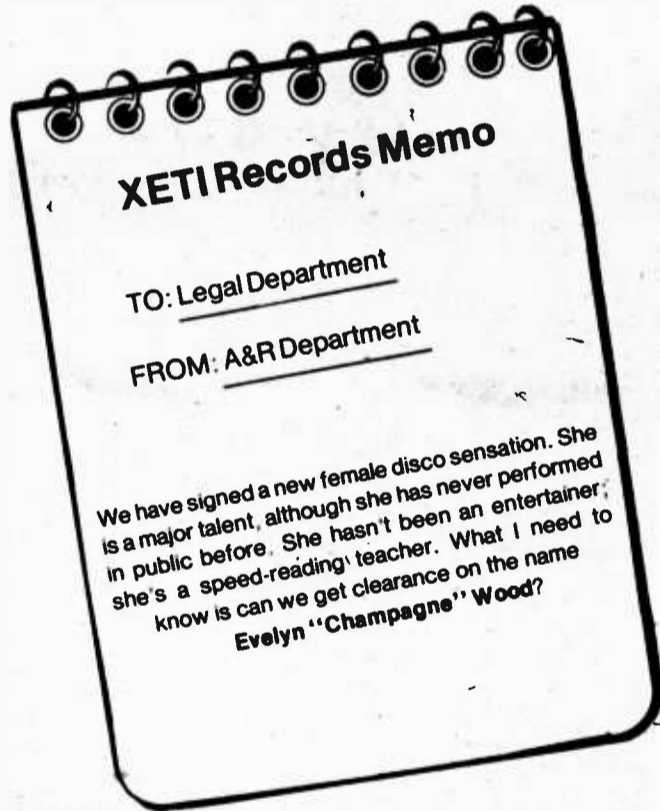 XETI Records Memo
TO: Legal Department
FROM: A&R Department
We have signed a new female disco sensation. She
is a major talent, although she has never performed
in public before. She hasn't been an entertainer;
she's a speed-reading teacher. What I need to
know is can we get clearance on the name
Evelyn "Champagne" Wood?